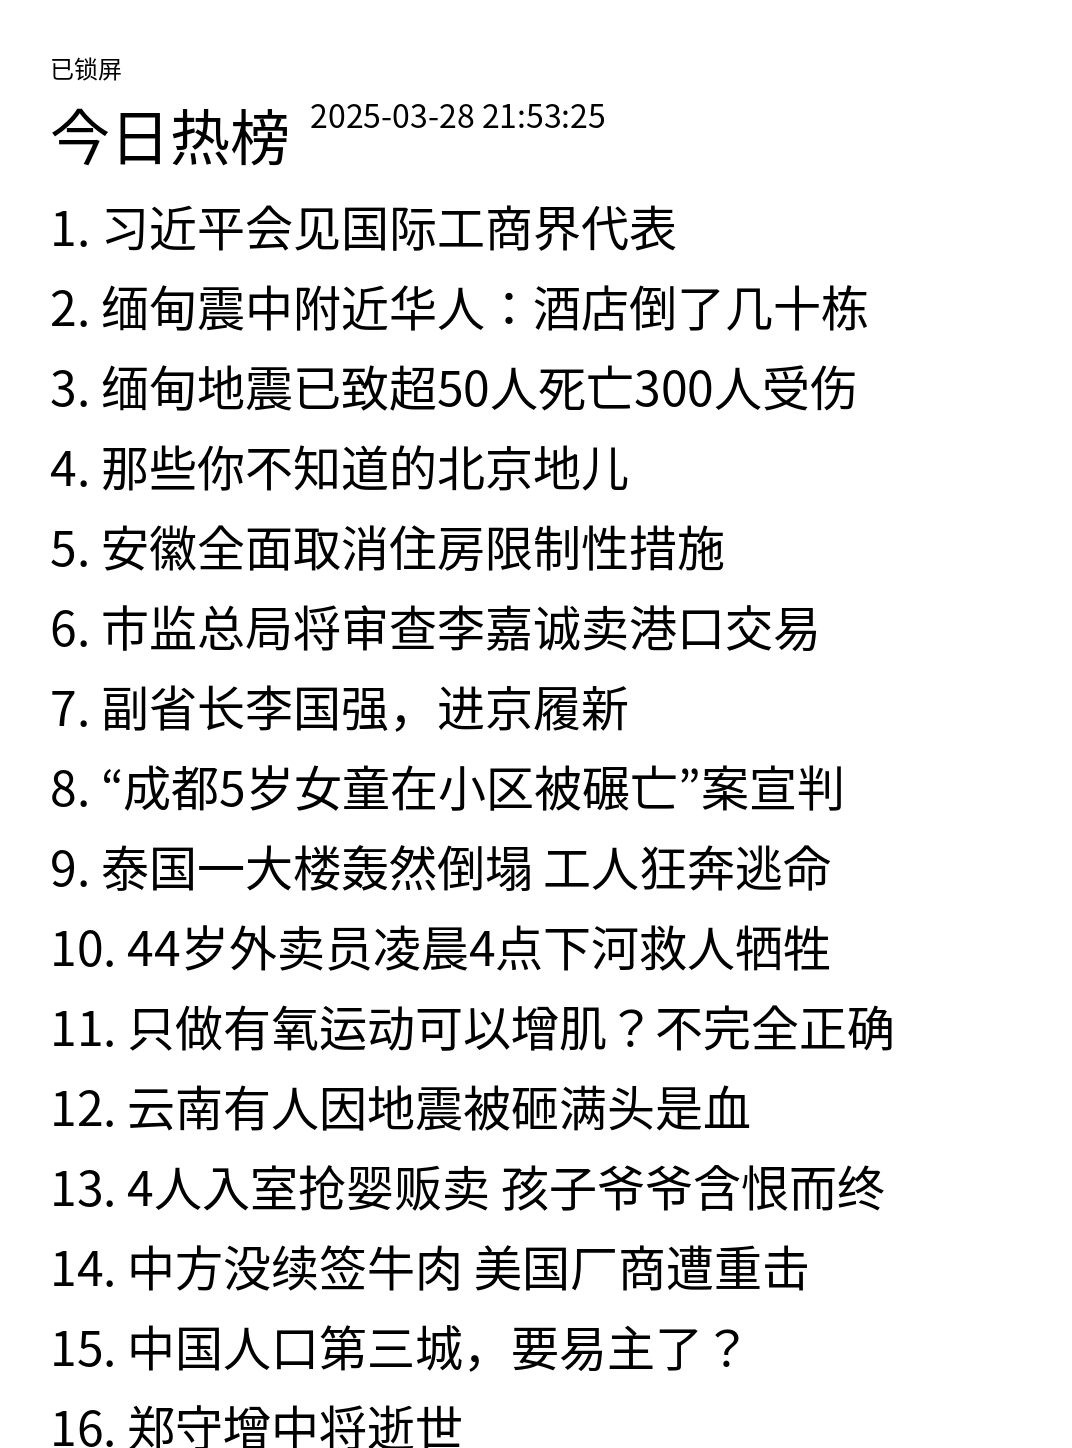 已锁屏
今日热榜 2025-03-28 21:53:25
1. 习近平会见国际工商界代表
2. 缅甸震中附近华人：酒店倒了几十栋
3. 缅甸地震已致超50人死亡300人受伤
4. 那些你不知道的北京地儿
5. 安徽全面取消住房限制性措施
6. 市监总局将审查李嘉诚卖港口交易
7. 副省长李国强，进京履新
8. “成都5岁女童在小区被碾亡”案宣判
9. 泰国一大楼轰然倒塌 工人狂奔逃命
10. 44岁外卖员凌晨4点下河救人牺牲
11. 只做有氧运动可以增肌？不完全正确
12. 云南有人因地震被砸满头是血
13. 4人入室抢婴贩卖 孩子爷爷含恨而终
14. 中方没续签牛肉 美国厂商遭重击
15. 中国人口第三城，要易主了？
16. 郑守增中将逝世